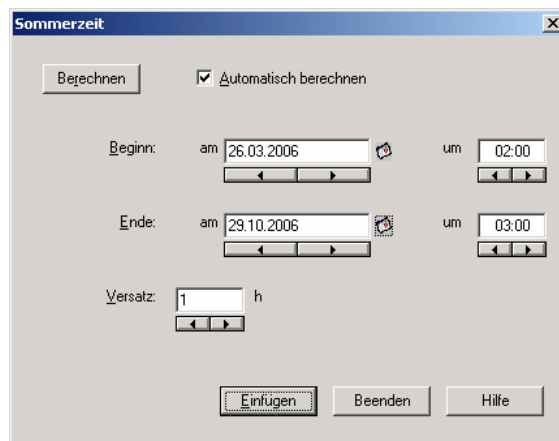 Sommerzeit
Berechnen Automatisch berechnen
Beginn: am 26.03.2006 um 02:00
Ende: am 29.10.2006 um 03:00
Versatz: 1 h
Einfügen Beenden Hilfe